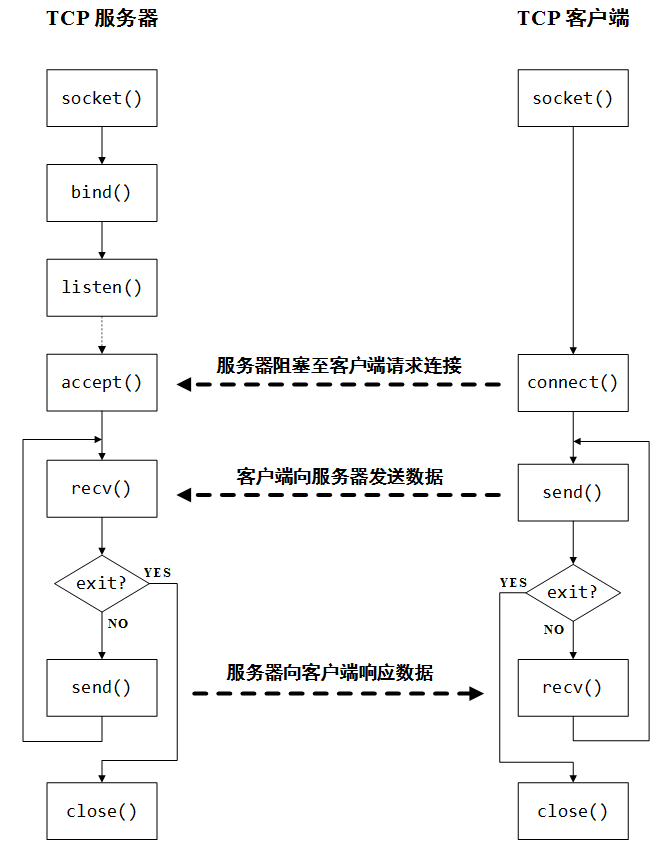 TCP 服务器
TCP 客户端
socket()
socket()
bind()
listen()
accept()
服务器阻塞至客户端请求连接
connect()
recv()
客户端向服务器发送数据
send()
exit?
YES
NO
YES
exit?
NO
send()
服务器向客户端响应数据
recv()
close()
close()